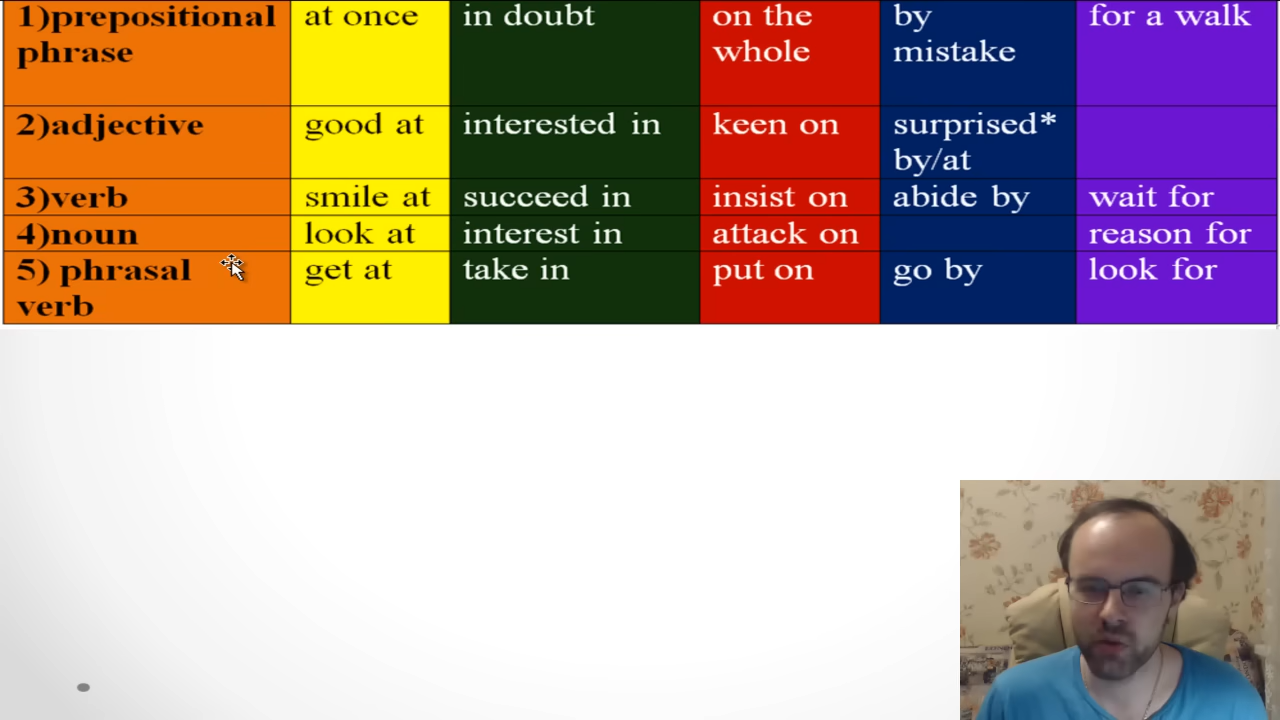 1)prepositional phrase at once in doubt on the whole by mistake for a walk
2)adjective good at interested in keen on surprised* by/at
3)verb smile at succeed in insist on abide by wait for
4)noun look at interest in attack on reason for
5) phrasal verb get at take in put on go by look for